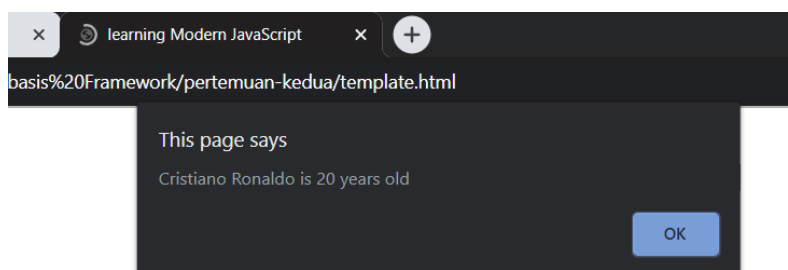 learning Modern JavaScript
basis%20Framework/pertemuan-kedua/template.html
This page says
Cristiano Ronaldo is 20 years old
OK